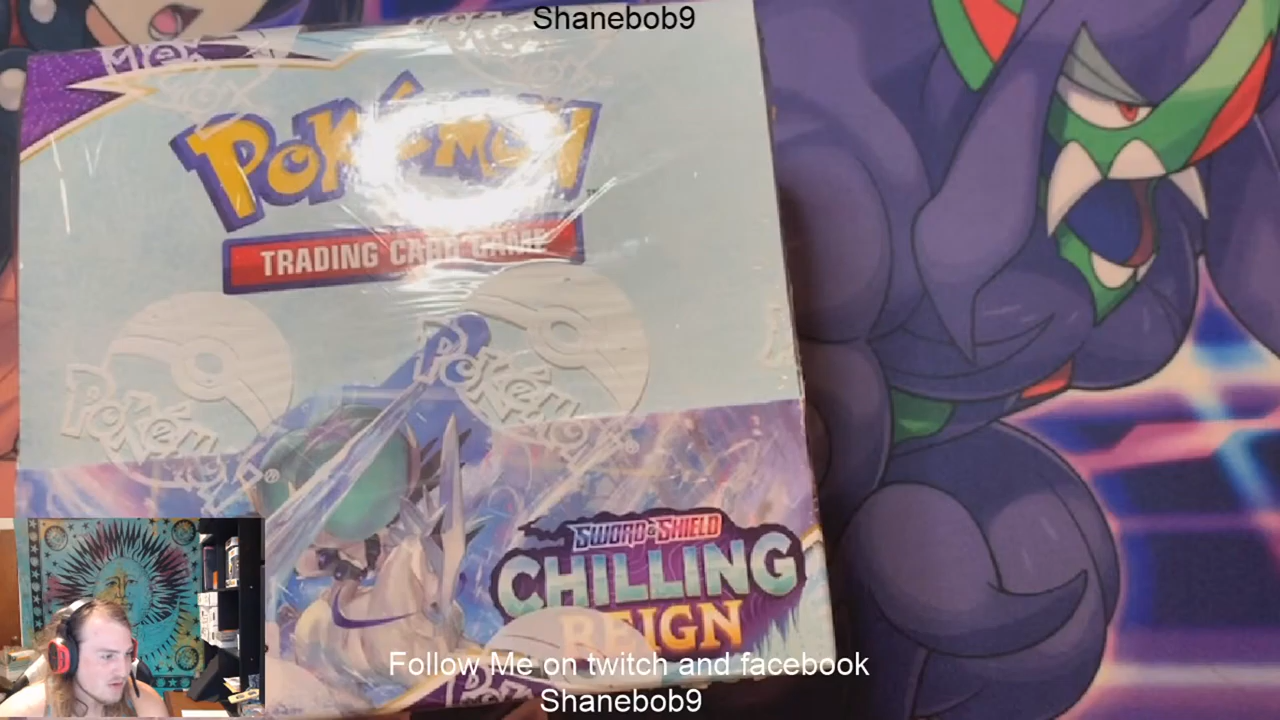 Shanebob9
Pokémon
TRADING CARD GAME
Pokémon
Pokémon
SWORD & SHIELD
CHILLING
REIGN
Follow Me on twitch and facebook
Shanebob9